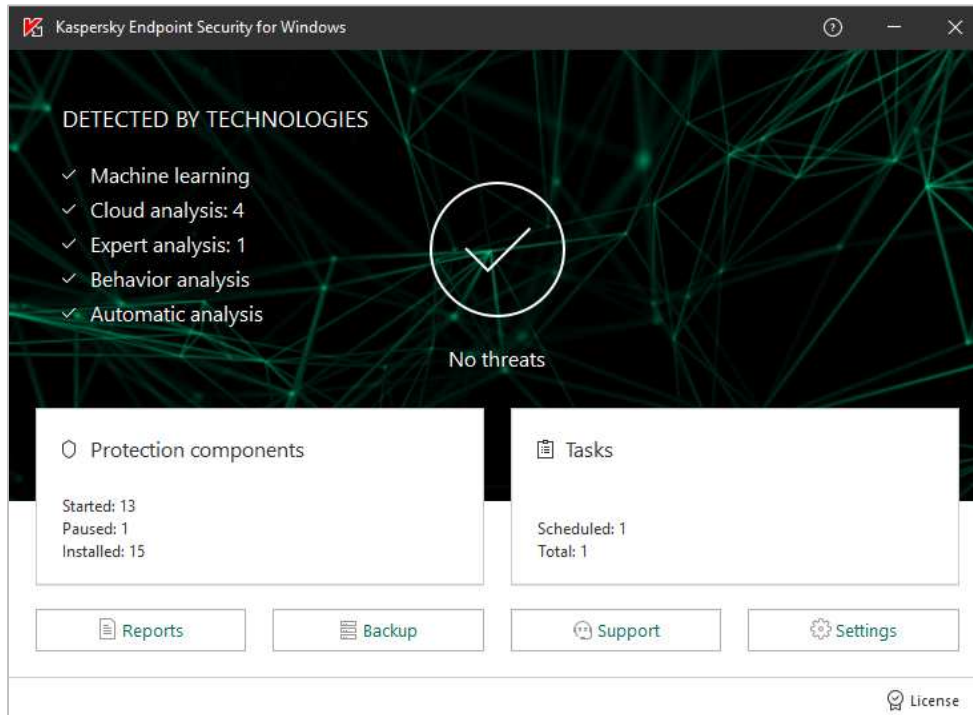 Kaspersky Endpoint Security for Windows
DETECTED BY TECHNOLOGIES
Machine learning
Cloud analysis: 4
Expert analysis: 1
Behavior analysis
Automatic analysis
No threats
Protection components
Started: 13
Paused: 1
Installed: 15
Tasks
Scheduled: 1
Total: 1
Reports
Backup
Support
Settings
License